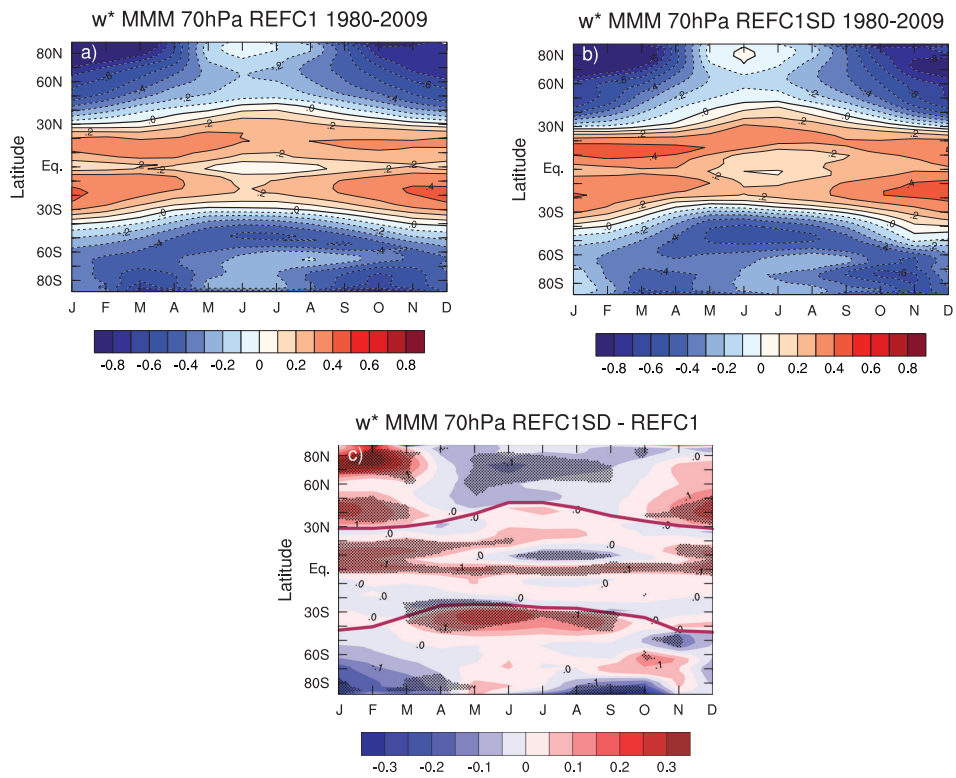 w* MMM 70hPa REFC1 1980-2009
a)
Latitude
80N
60N
30N
Eq.
30S
60S
80S
J F M A M J J A S O N D
-0.8 -0.6 -0.4 -0.2 0 0.2 0.4 0.6 0.8
w* MMM 70hPa REFC1SD 1980-2009
b)
Latitude
80N
60N
30N
Eq.
30S
60S
80S
J F M A M J J A S O N D
-0.8 -0.6 -0.4 -0.2 0 0.2 0.4 0.6 0.8
w* MMM 70hPa REFC1SD - REFC1
c)
Latitude
80N
60N
30N
Eq.
30S
60S
80S
J F M A M J J A S O N D
-0.3 -0.2 -0.1 0 0.1 0.2 0.3